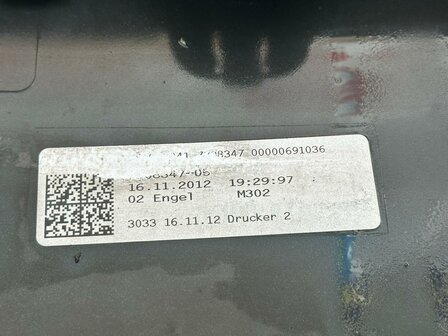 00000691036
16.11.2012 19:29:97
02 Engel M302
3033 16.11.12 Drucker 2